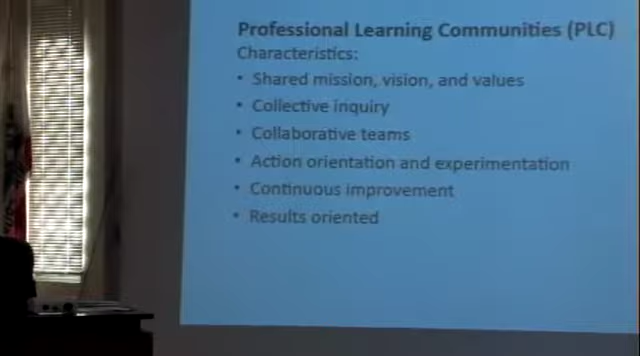 Professional Learning Communities (PLC)
Characteristics:
• Shared mission, vision, and values
• Collective inquiry
• Collaborative teams
• Action orientation and experimentation
• Continuous improvement
• Results oriented